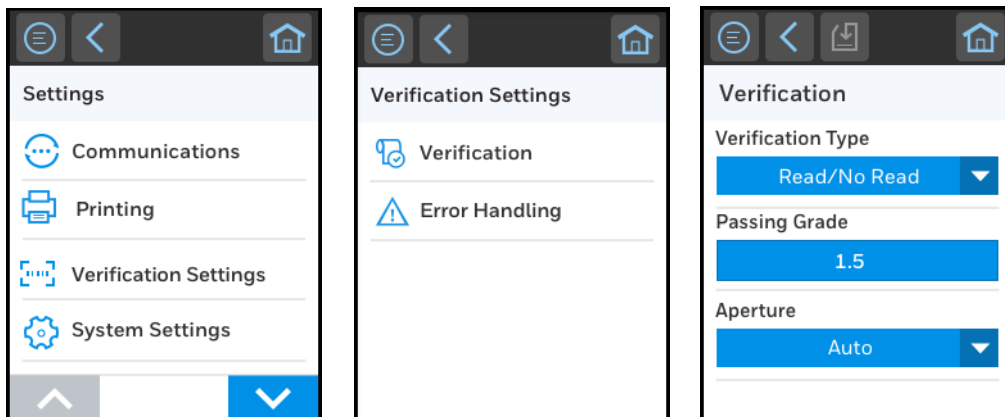 Settings
Communications
Printing
Verification Settings
System Settings
Verification Settings
Verification
Error Handling
Verification
Verification Type
Read/No Read
Passing Grade
1.5
Aperture
Auto